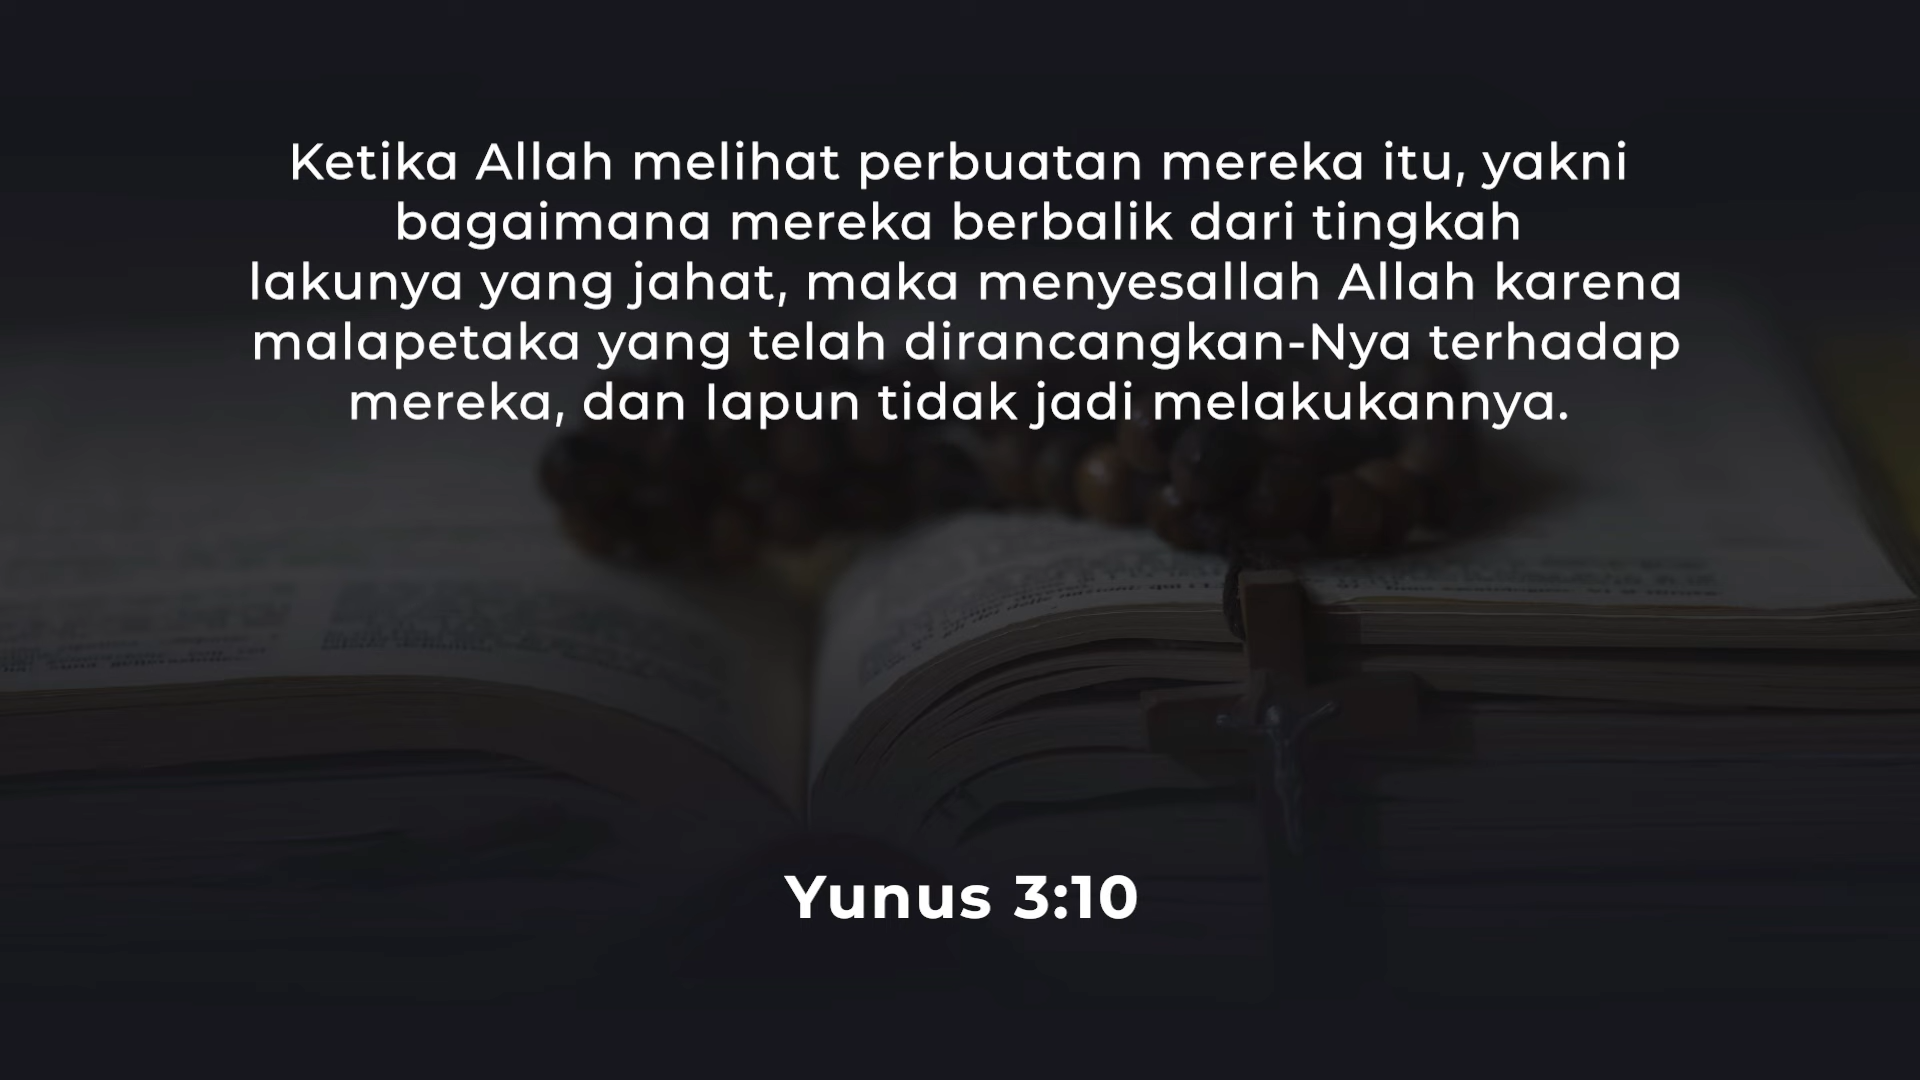 Ketika Allah melihat perbuatan mereka itu, yakni
bagaimana mereka berbalik dari tingkah
lakunya yang jahat, maka menyesallah Allah karena
malapetaka yang telah dirancangkan-Nya terhadap
mereka, dan Iapun tidak jadi melakukannya.
Yunus 3:10